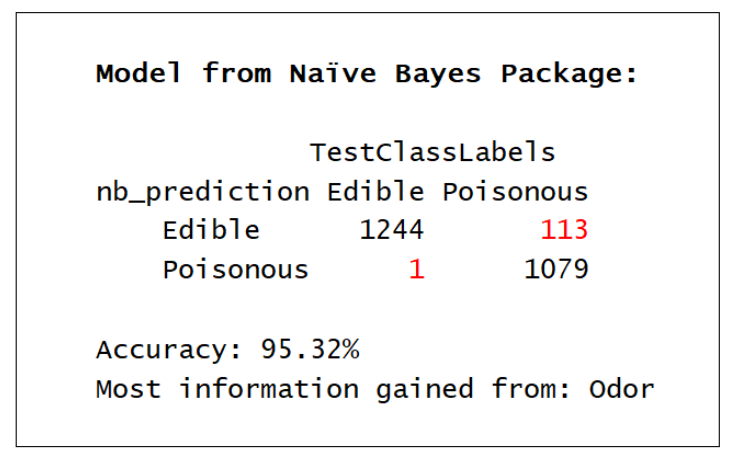 Model from Naïve Bayes Package:
TestClassLabels
nb_prediction Edible Poisonous
Edible 1244 113
Poisonous 1 1079
Accuracy: 95.32%
Most information gained from: Odor